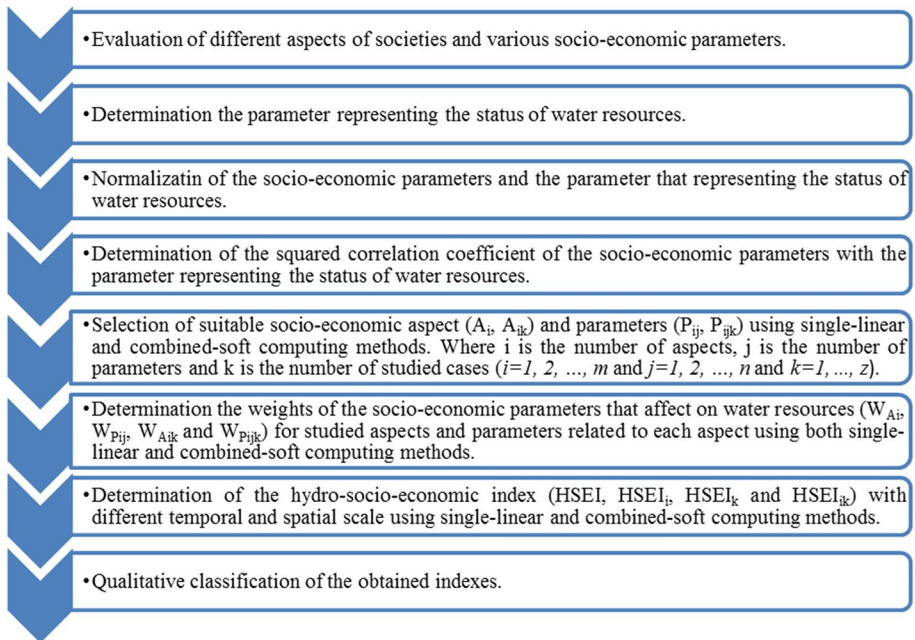 •Evaluation of different aspects of societies and various socio-economic parameters.
•Determination the parameter representing the status of water resources.
•Normalizatin of the socio-economic parameters and the parameter that representing the status of
water resources.
•Determination of the squared correlation coefficient of the socio-economic parameters with the
parameter representing the status of water resources.
•Selection of suitable socio-economic aspect (Ai, Aik) and parameters (Pij, Pijk) using single-linear
and combined-soft computing methods. Where i is the number of aspects, j is the number of
parameters and k is the number of studied cases (i=1, 2, ..., m and j=1, 2, ..., n and k=1,..., z).
•Determination the weights of the socio-economic parameters that affect on water resources (WAi,
WPij, WAik and WPijk) for studied aspects and parameters related to each aspect using both single-
linear and combined-soft computing methods.
•Determination of the hydro-socio-economic index (HSEI, HSEIi, HSEIk and HSEIik) with
different temporal and spatial scale using single-linear and combined-soft computing methods.
•Qualitative classification of the obtained indexes.